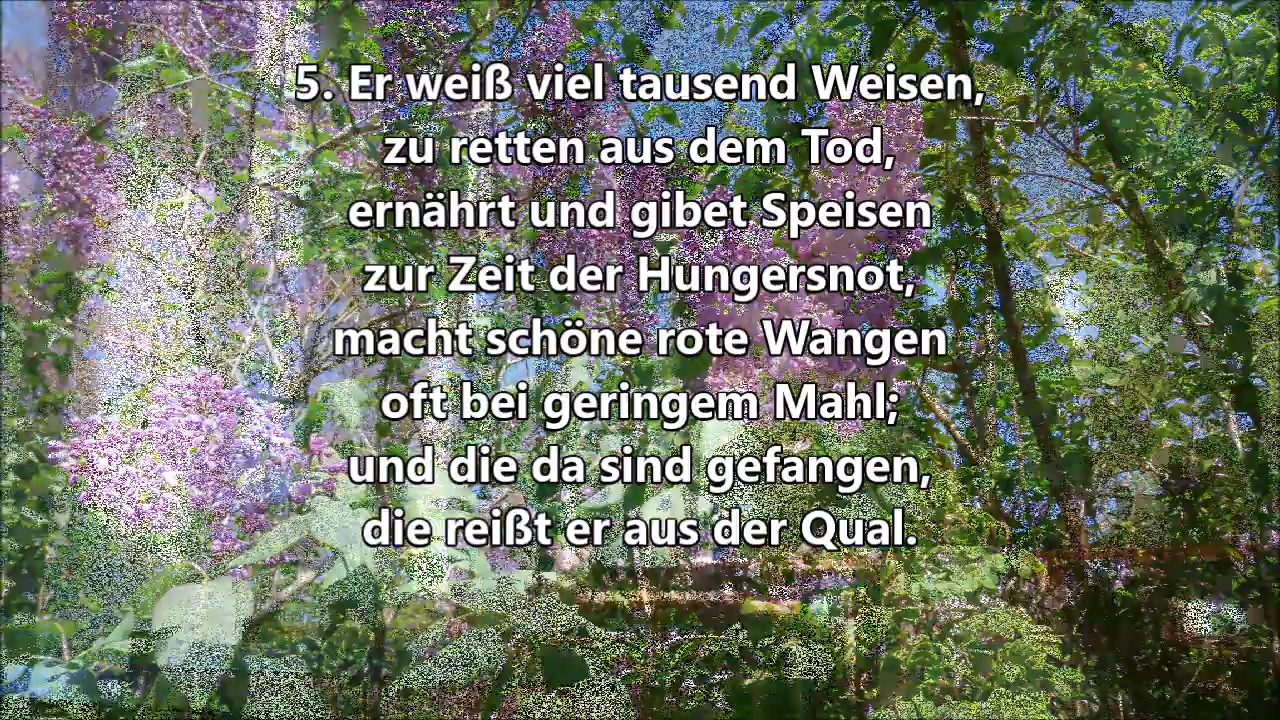 5. Er weiß viel tausend Weisen,
zu retten aus dem Tod,
ernährt und gibet Speisen
zur Zeit der Hungersnot,
macht schöne rote Wangen
oft bei geringem Mahl;
und die da sind gefangen,
die reißt er aus der Qual.